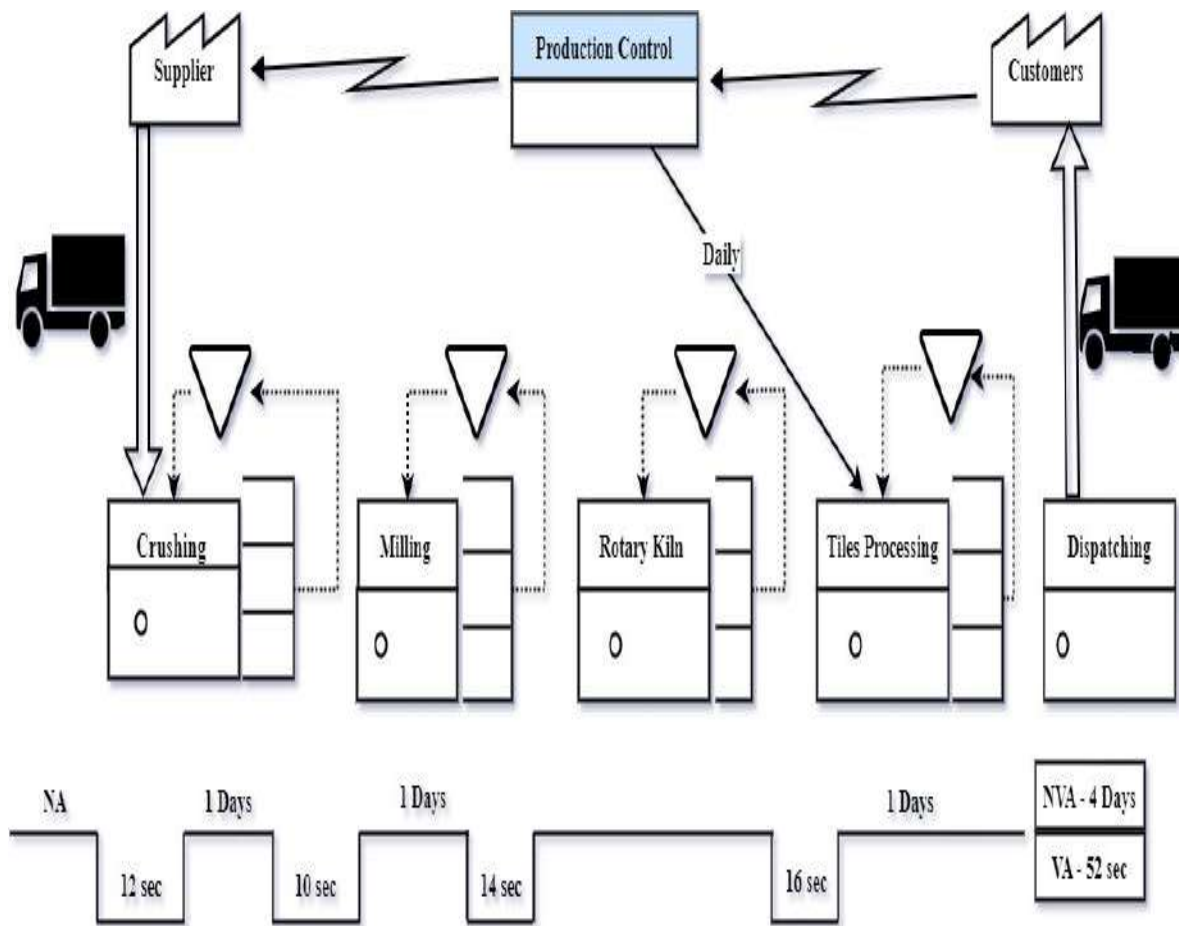 Supplier
Production Control
Customers
Daily
Crushing
Milling
Rotary Kiln
Tiles Processing
Dispatching
NA
1 Days
1 Days
1 Days
12 sec
10 sec
14 sec
16 sec
NVA - 4 Days
VA - 52 sec